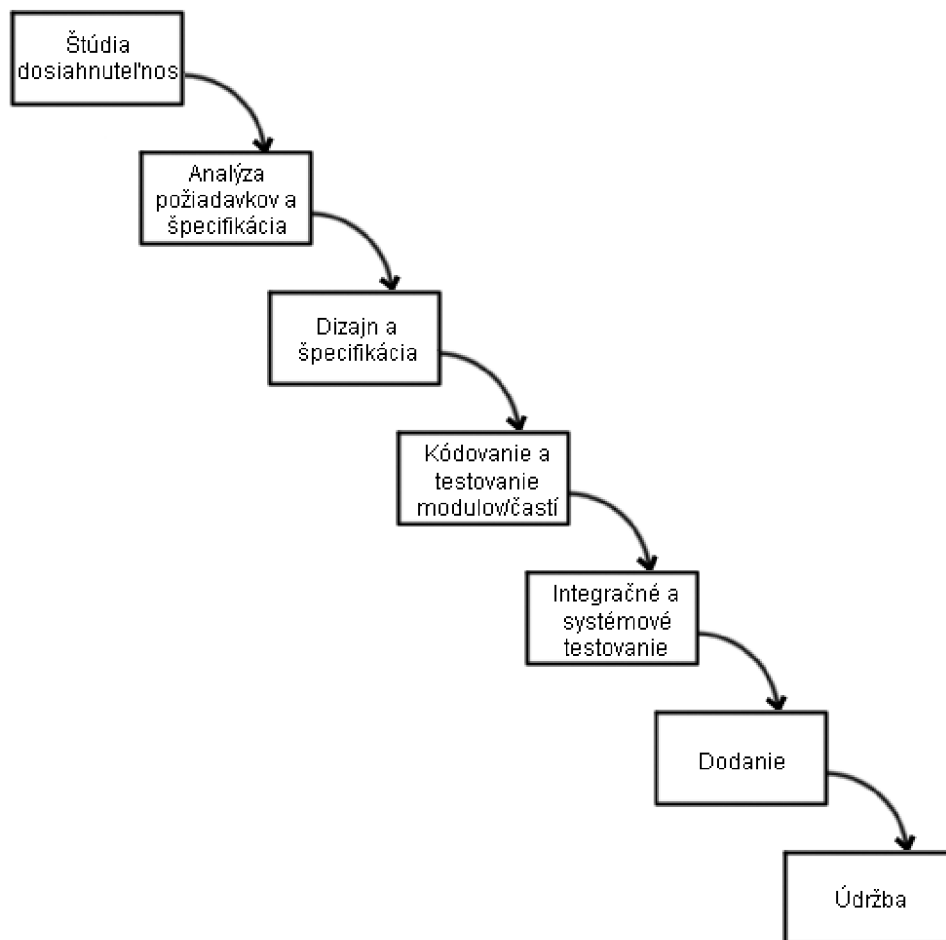 Štúdia
dosiahnuteľnos
Analýza
požiadavkov a
špecifikácia
Dizajn a
špecifikácia
Kódovanie a
testovanie
modulov/častí
Integračné a
systémové
testovanie
Dodanie
Údržba